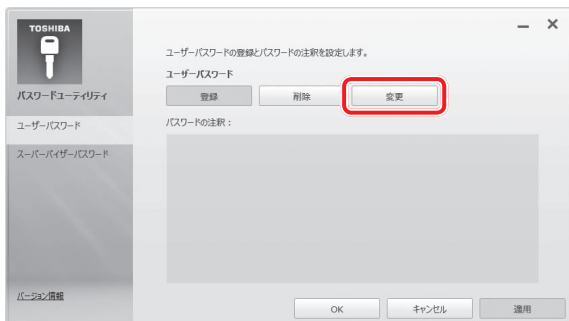 TOSHIBA
パスワードユーティリティ
ユーザーパスワード
スーパーバイザーパスワード
バージョン情報
ユーザーパスワードの登録とパスワードの注釈を設定します。
ユーザーパスワード
登録
削除
変更
パスワードの注釈：
OK
キャンセル
適用